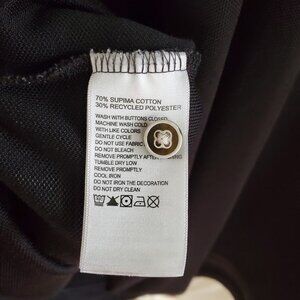 70% SUPIMA COTTON
30% RECYCLED POLYESTER
WASH WITH BUTTONS CLOSED
MACHINE WASH COLD
WITH LIKE COLORS
GENTLE CYCLE
DO NOT USE
DO NOT BLEACH
REMOVE PROMPTLY
TUMBLE DRY LOW
REMOVE PROMPTLY
COOL IRON
DO NOT IRON THE DECORATION
DO NOT DRY CLEAN